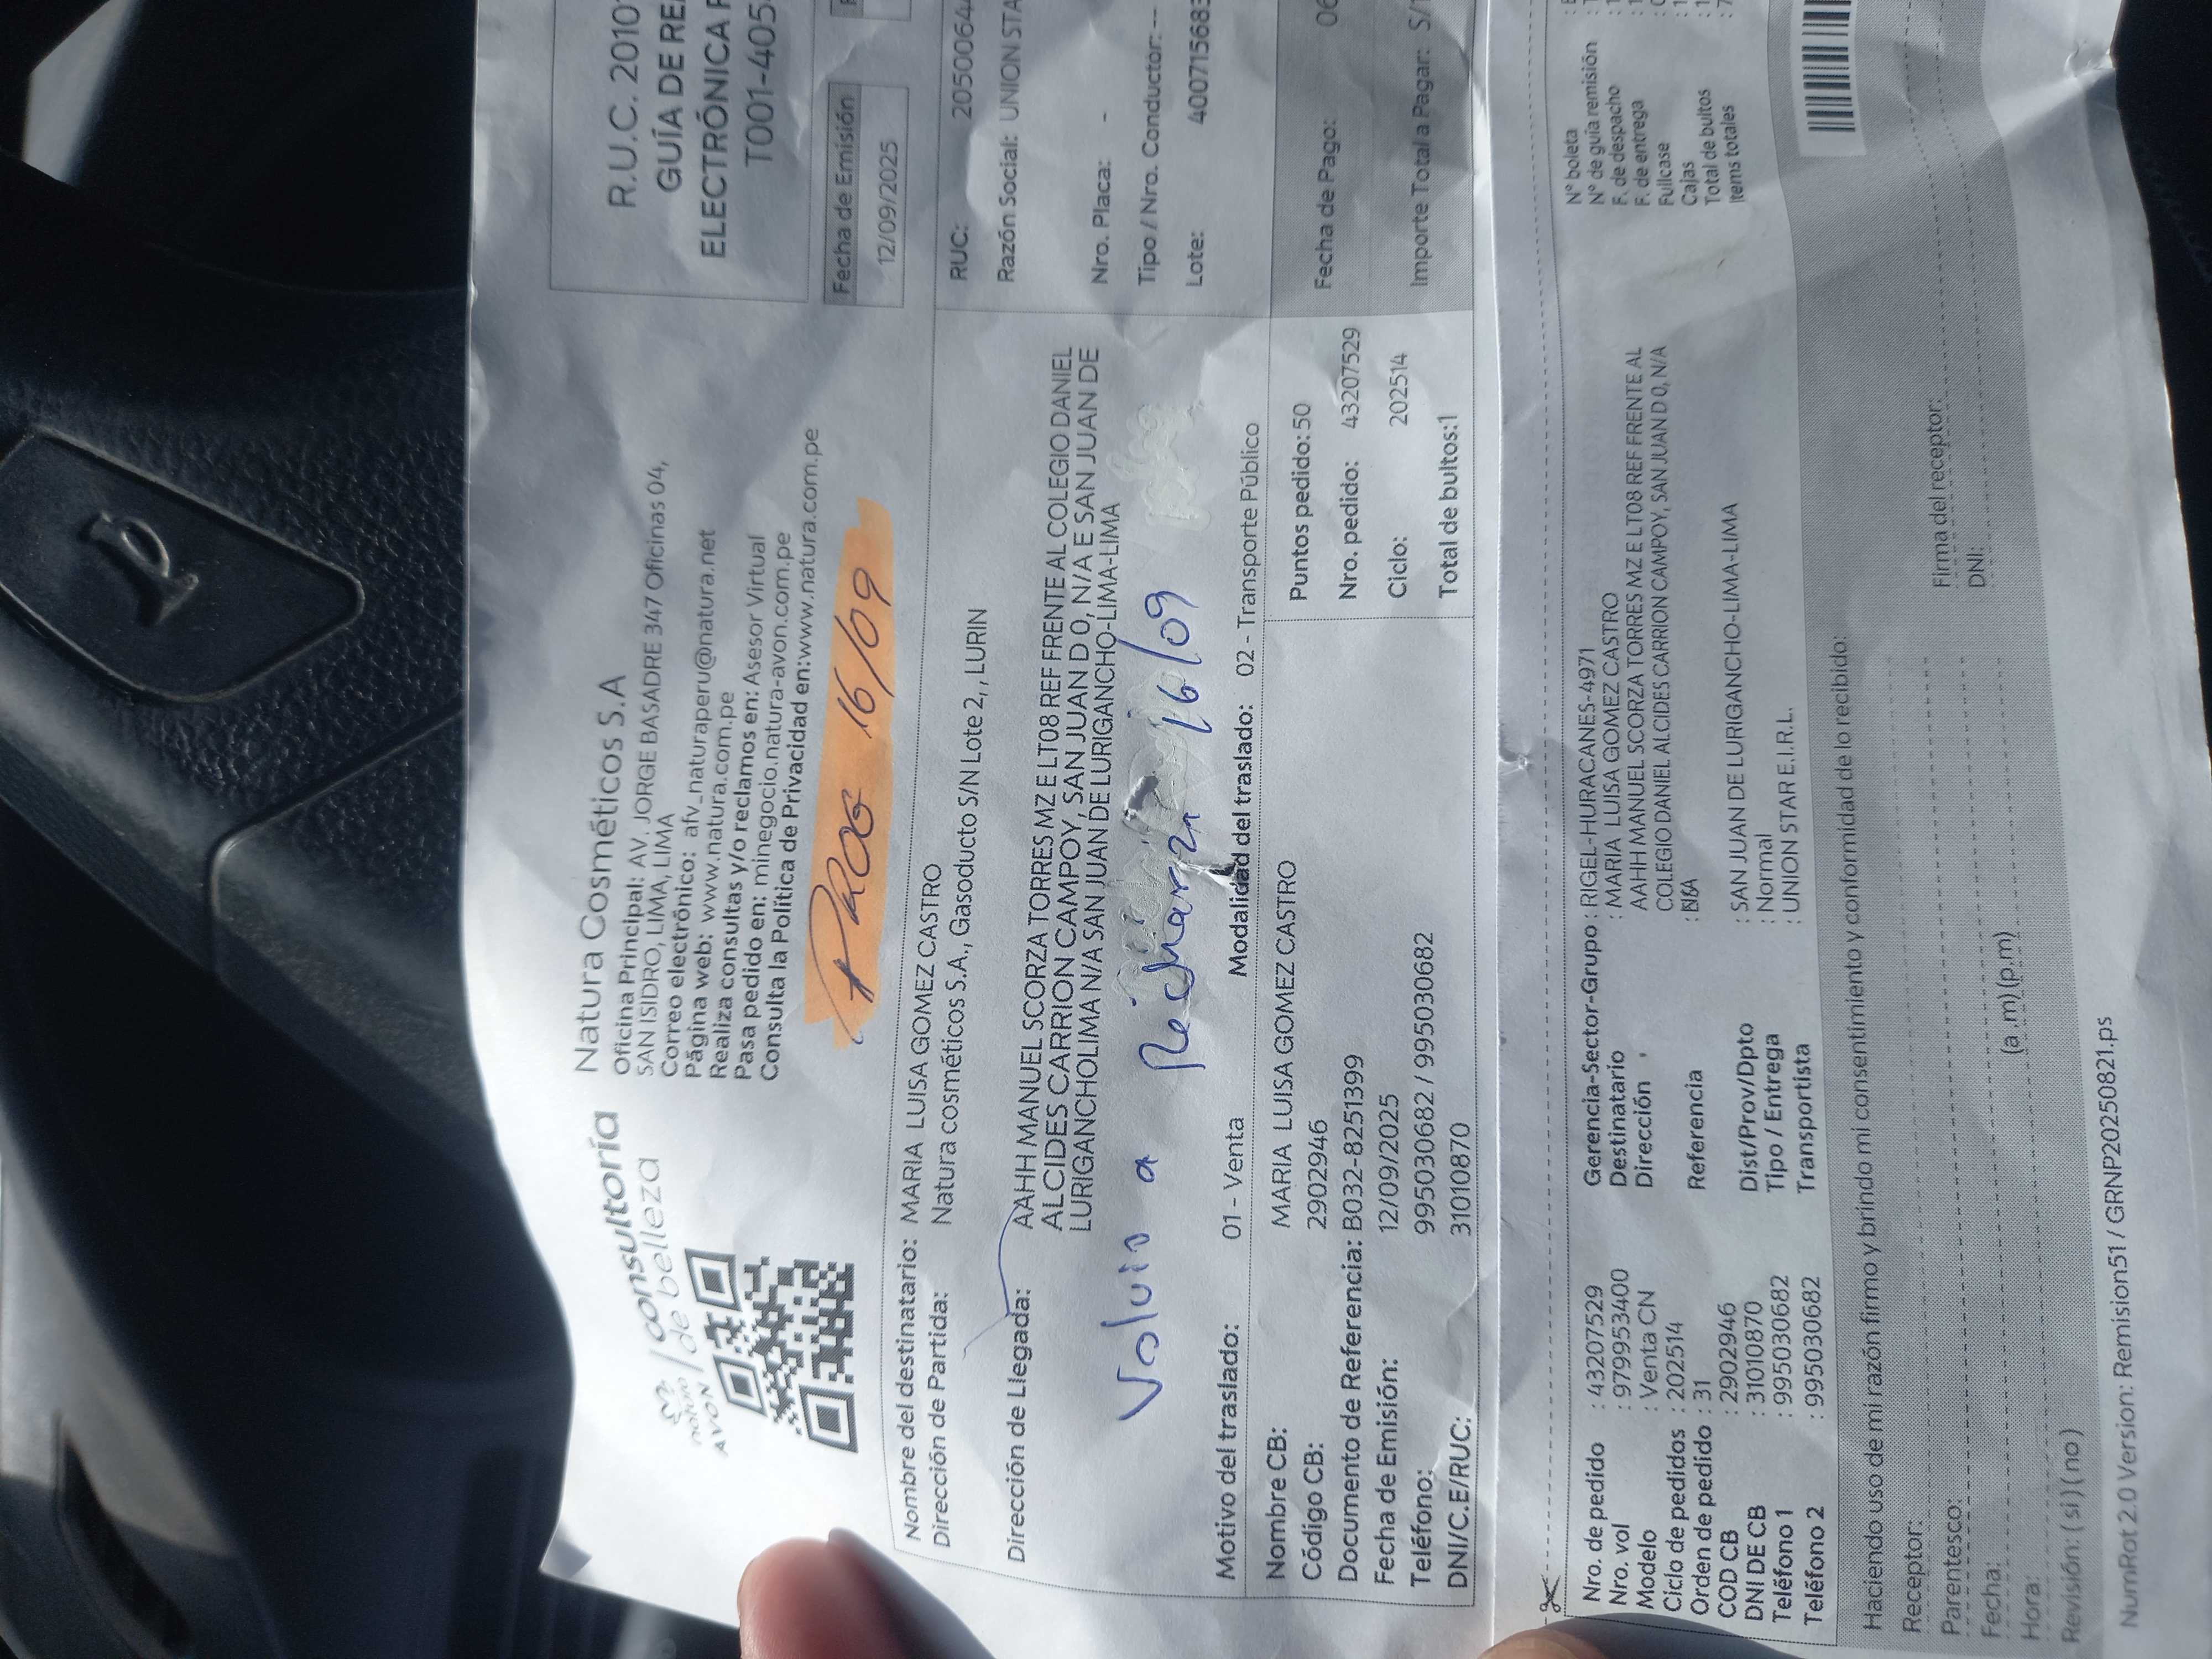 natura
AVON
consultoría
de belleza
Natura Cosméticos S.A
Oficina Principal: AV. JORGE BASADRE 347 Oficinas 04,
SAN ISIDRO, LIMA, LIMA
Correo electrónico: afv_naturaperu@natura.net
Página web: www.natura.com.pe
Realiza consultas y/o reclamos en: Asesor Virtual
Pasa pedido en: minegocio.natura-avon.com.pe
Consulta la Política de Privacidad en:www.natura.com.pe
PROG 16/09
R.U.C. 2010
GUÍA DE RE
ELECTRÓNICA
T001-405
Fecha de Emisión
12/09/2025
Nombre del destinatario: MARIA LUISA GOMEZ CASTRO
Dirección de Partida: Natura cosméticos S.A., Gasoducto S/N Lote 2, , LURIN
Dirección de Llegada: AAHH MANUEL SCORZA TORRES MZ E LT08 REF FRENTE AL COLEGIO DANIEL
ALCIDES CARRION CAMPOY, SAN JUAN D 0, N/A E SAN JUAN DE
LURIGANCHOLIMA N/A SAN JUAN DE LURIGANCHO-LIMA-LIMA
Volvio a Rechazar 16/09
Motivo del traslado: 01 - Venta Modalidad del traslado: 02 - Transporte Público
RUC: 20500644
Razón Social: UNION STA
Nro. Placa: -
Tipo / Nro. Conductor: --
Lote: 400715683
Nombre CB: MARIA LUISA GOMEZ CASTRO
Código CB: 2902946
Documento de Referencia: B032-8251399
Fecha de Emisión: 12/09/2025
Teléfono: 995030682 / 995030682
DNI/C.E/RUC: 31010870
Puntos pedido: 50
Nro. pedido: 43207529
Ciclo: 202514
Total de bultos:1
Fecha de Pago: 06
Importe Total a Pagar: S/
Nro. de pedido : 43207529
Nro. vol : 979953400
Modelo : Venta CN
Ciclo de pedidos : 202514
Orden de pedido : 31
COD CB : 2902946
DNI DE CB : 31010870
Teléfono 1 : 995030682
Teléfono 2 : 995030682
Gerencia-Sector-Grupo : RIGEL-HURACANES-4971
Destinatario : MARIA LUISA GOMEZ CASTRO
Dirección AAHH MANUEL SCORZA TORRES MZ E LT08 REF FRENTE AL
COLEGIO DANIEL ALCIDES CARRION CAMPOY, SAN JUAN D 0, N/A
Referencia :
Dist/Prov/Dpto : SAN JUAN DE LURIGANCHO-LIMA-LIMA
Tipo / Entrega : Normal
Transportista : UNION STAR E.I.R.L.
N° boleta
N° de guía remisión
F. de despacho
F. de entrega
Fullcase
Cajas
Total de bultos
Items totales
Haciendo uso de mi razón firmo y brindo mi consentimiento y conformidad de lo recibido:
Receptor:
Parentesco:
Fecha:
Hora: (a.m) (p.m)
Revisión: ( si ) ( no )
Firma del receptor:
DNI:
NumRot 2.0 Version: Remision51 / GRNP20250821.ps